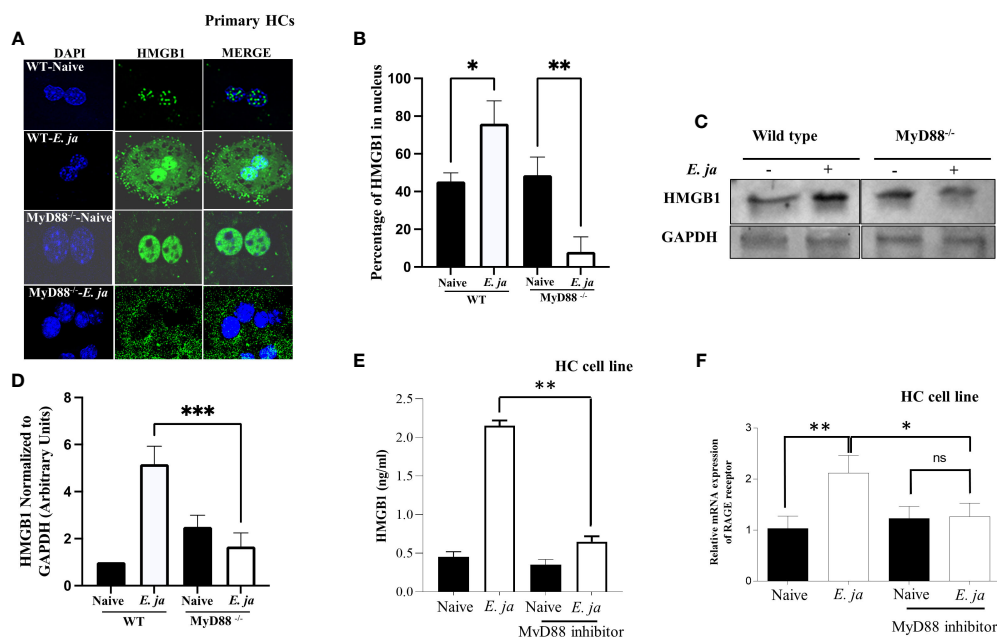 Primary HCs
A
DAPI HMGB1 MERGE
WT-Naive
WT-E. ja
MyD88-/--Naive
MyD88-/--E. ja
B
Percentage of HMGB1 in nucleus
100
80
60
40
20
0
* **
Naive E. ja Naive E. ja
WT MyD88 -/-
C
Wild type MyD88-/-
E. ja - + - +
HMGB1
GAPDH
D
HMGB1 Normalized to
GAPDH (Arbitrary Units)
8
6
4
2
0
***
Naive E. ja Naive E. ja
WT MyD88 -/-
E
HC cell line
HMGB1 (ng/ml)
2.5
2.0
1.5
1.0
0.5
0.0
**
Naive E. ja Naive E. ja
MyD88 inhibitor
F
HC cell line
Relative mRNA expression
of RAGE receptor
3
2
1
0
** *
ns
Naive E. ja Naive E. ja
MyD88 inhibitor